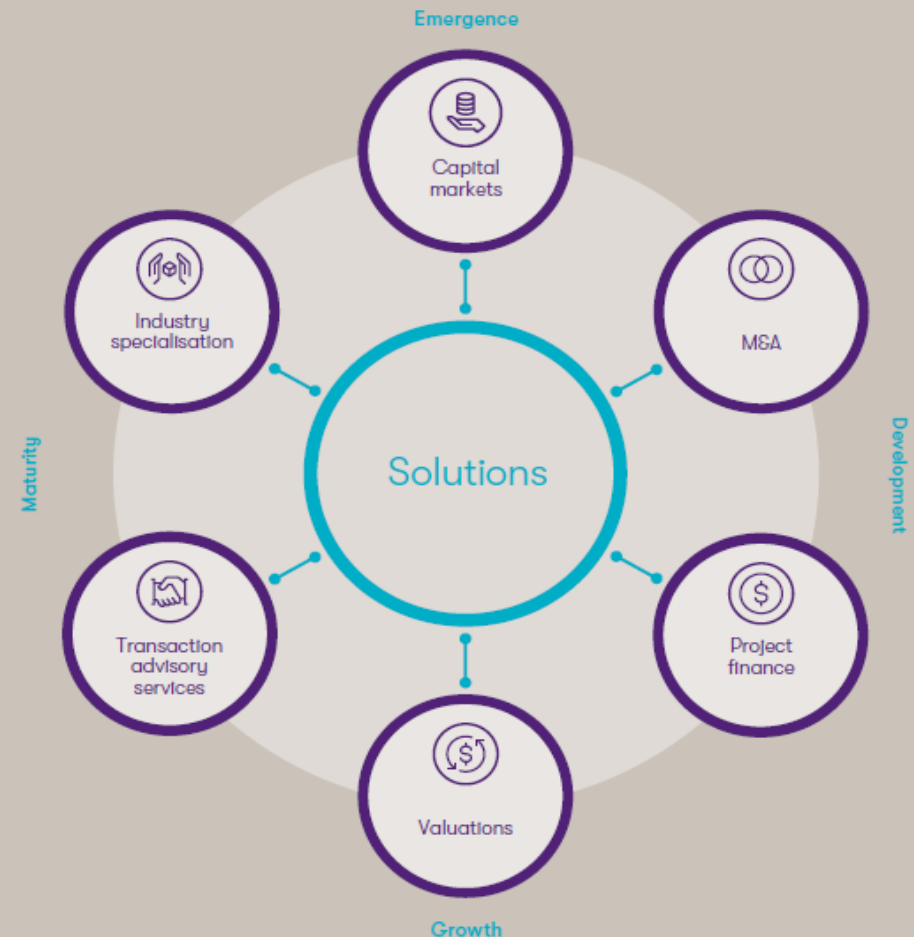 Emergence
Capital
markets
Industry
specialisation
M&A
Solutions
Maturity
Development
Transaction
advisory
services
Project
finance
Valuations
Growth